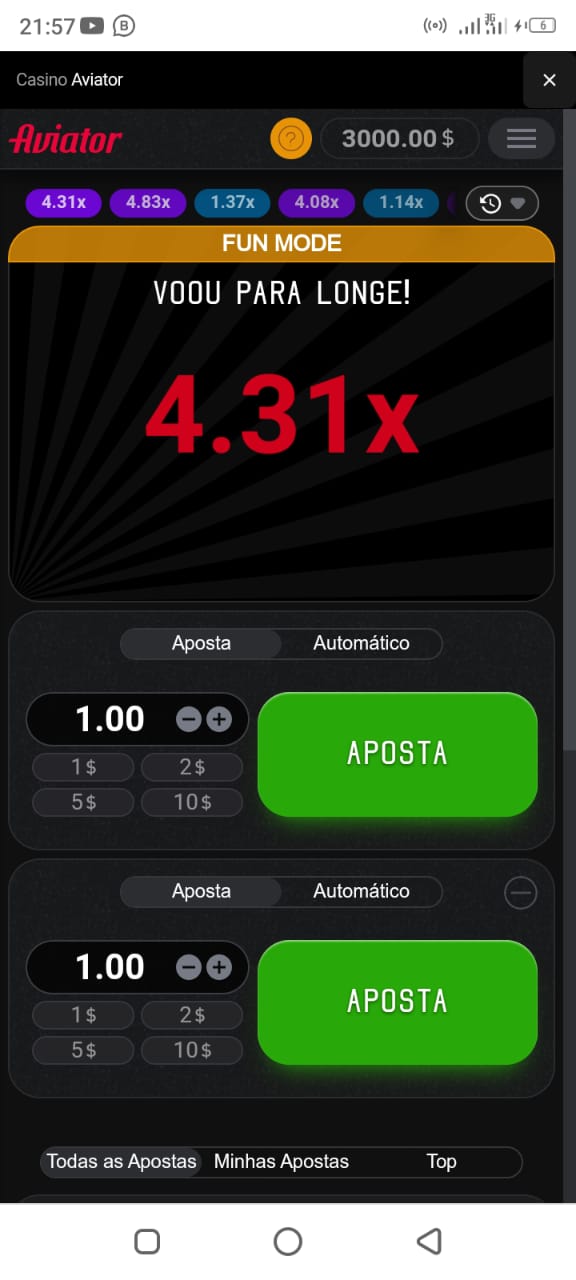 21:57 B 3G 6
Casino Aviator
Aviator ? 3000.00 $
4.31x 4.83x 1.37x 4.08x 1.14x
FUN MODE
VOOU PARA LONGE!
4.31x
Aposta Automático
1.00
1$ 2$
5$ 10$
APOSTA
Aposta Automático
1.00
1$ 2$
5$ 10$
APOSTA
Todas as Apostas Minhas Apostas Top